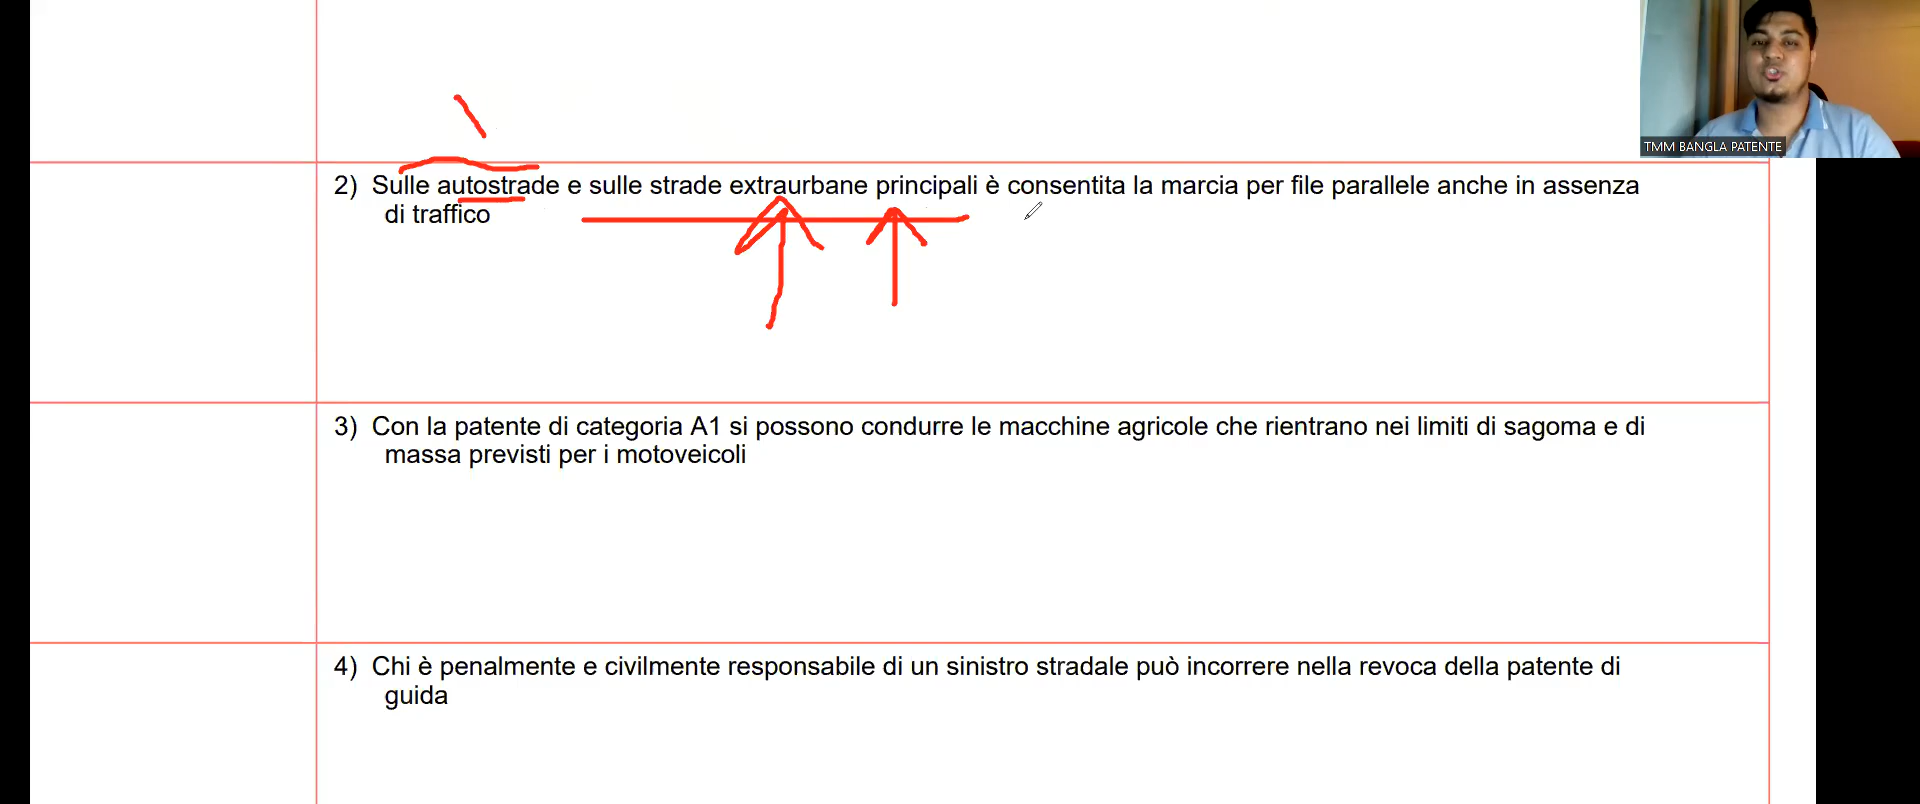 TMM BANGLA PATENTE
2) Sulle autostrade e sulle strade extraurbane principali è consentita la marcia per file parallele anche in assenza
di traffico
3) Con la patente di categoria A1 si possono condurre le macchine agricole che rientrano nei limiti di sagoma e di
massa previsti per i motoveicoli
4) Chi è penalmente e civilmente responsabile di un sinistro stradale può incorrere nella revoca della patente di
guida